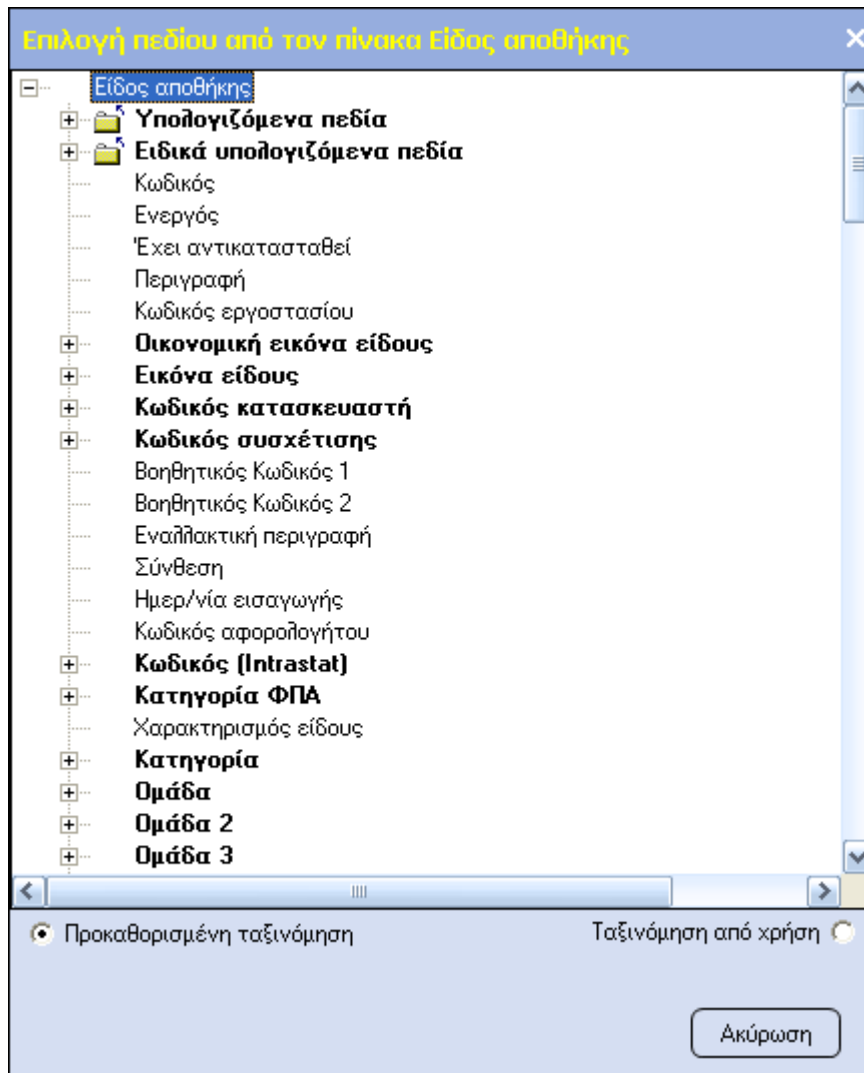 Επιλογή πεδίου από τον πίνακα Είδος αποθήκης
Είδος αποθήκης
Υπολογιζόμενα πεδία
Ειδικά υπολογιζόμενα πεδία
Κωδικός
Ενεργός
Έχει αντικατασταθεί
Περιγραφή
Κωδικός εργοστασίου
Οικονομική εικόνα είδους
Εικόνα είδους
Κωδικός κατασκευαστή
Κωδικός συσχέτισης
Βοηθητικός Κωδικός 1
Βοηθητικός Κωδικός 2
Εναλλακτική περιγραφή
Σύνθεση
Ημερ/νία εισαγωγής
Κωδικός αφορολογήτου
Κωδικός (Intrastat)
Κατηγορία ΦΠΑ
Χαρακτηρισμός είδους
Κατηγορία
Ομάδα
Ομάδα 2
Ομάδα 3
Προκαθορισμένη ταξινόμηση Ταξινόμηση από χρήση
Ακύρωση